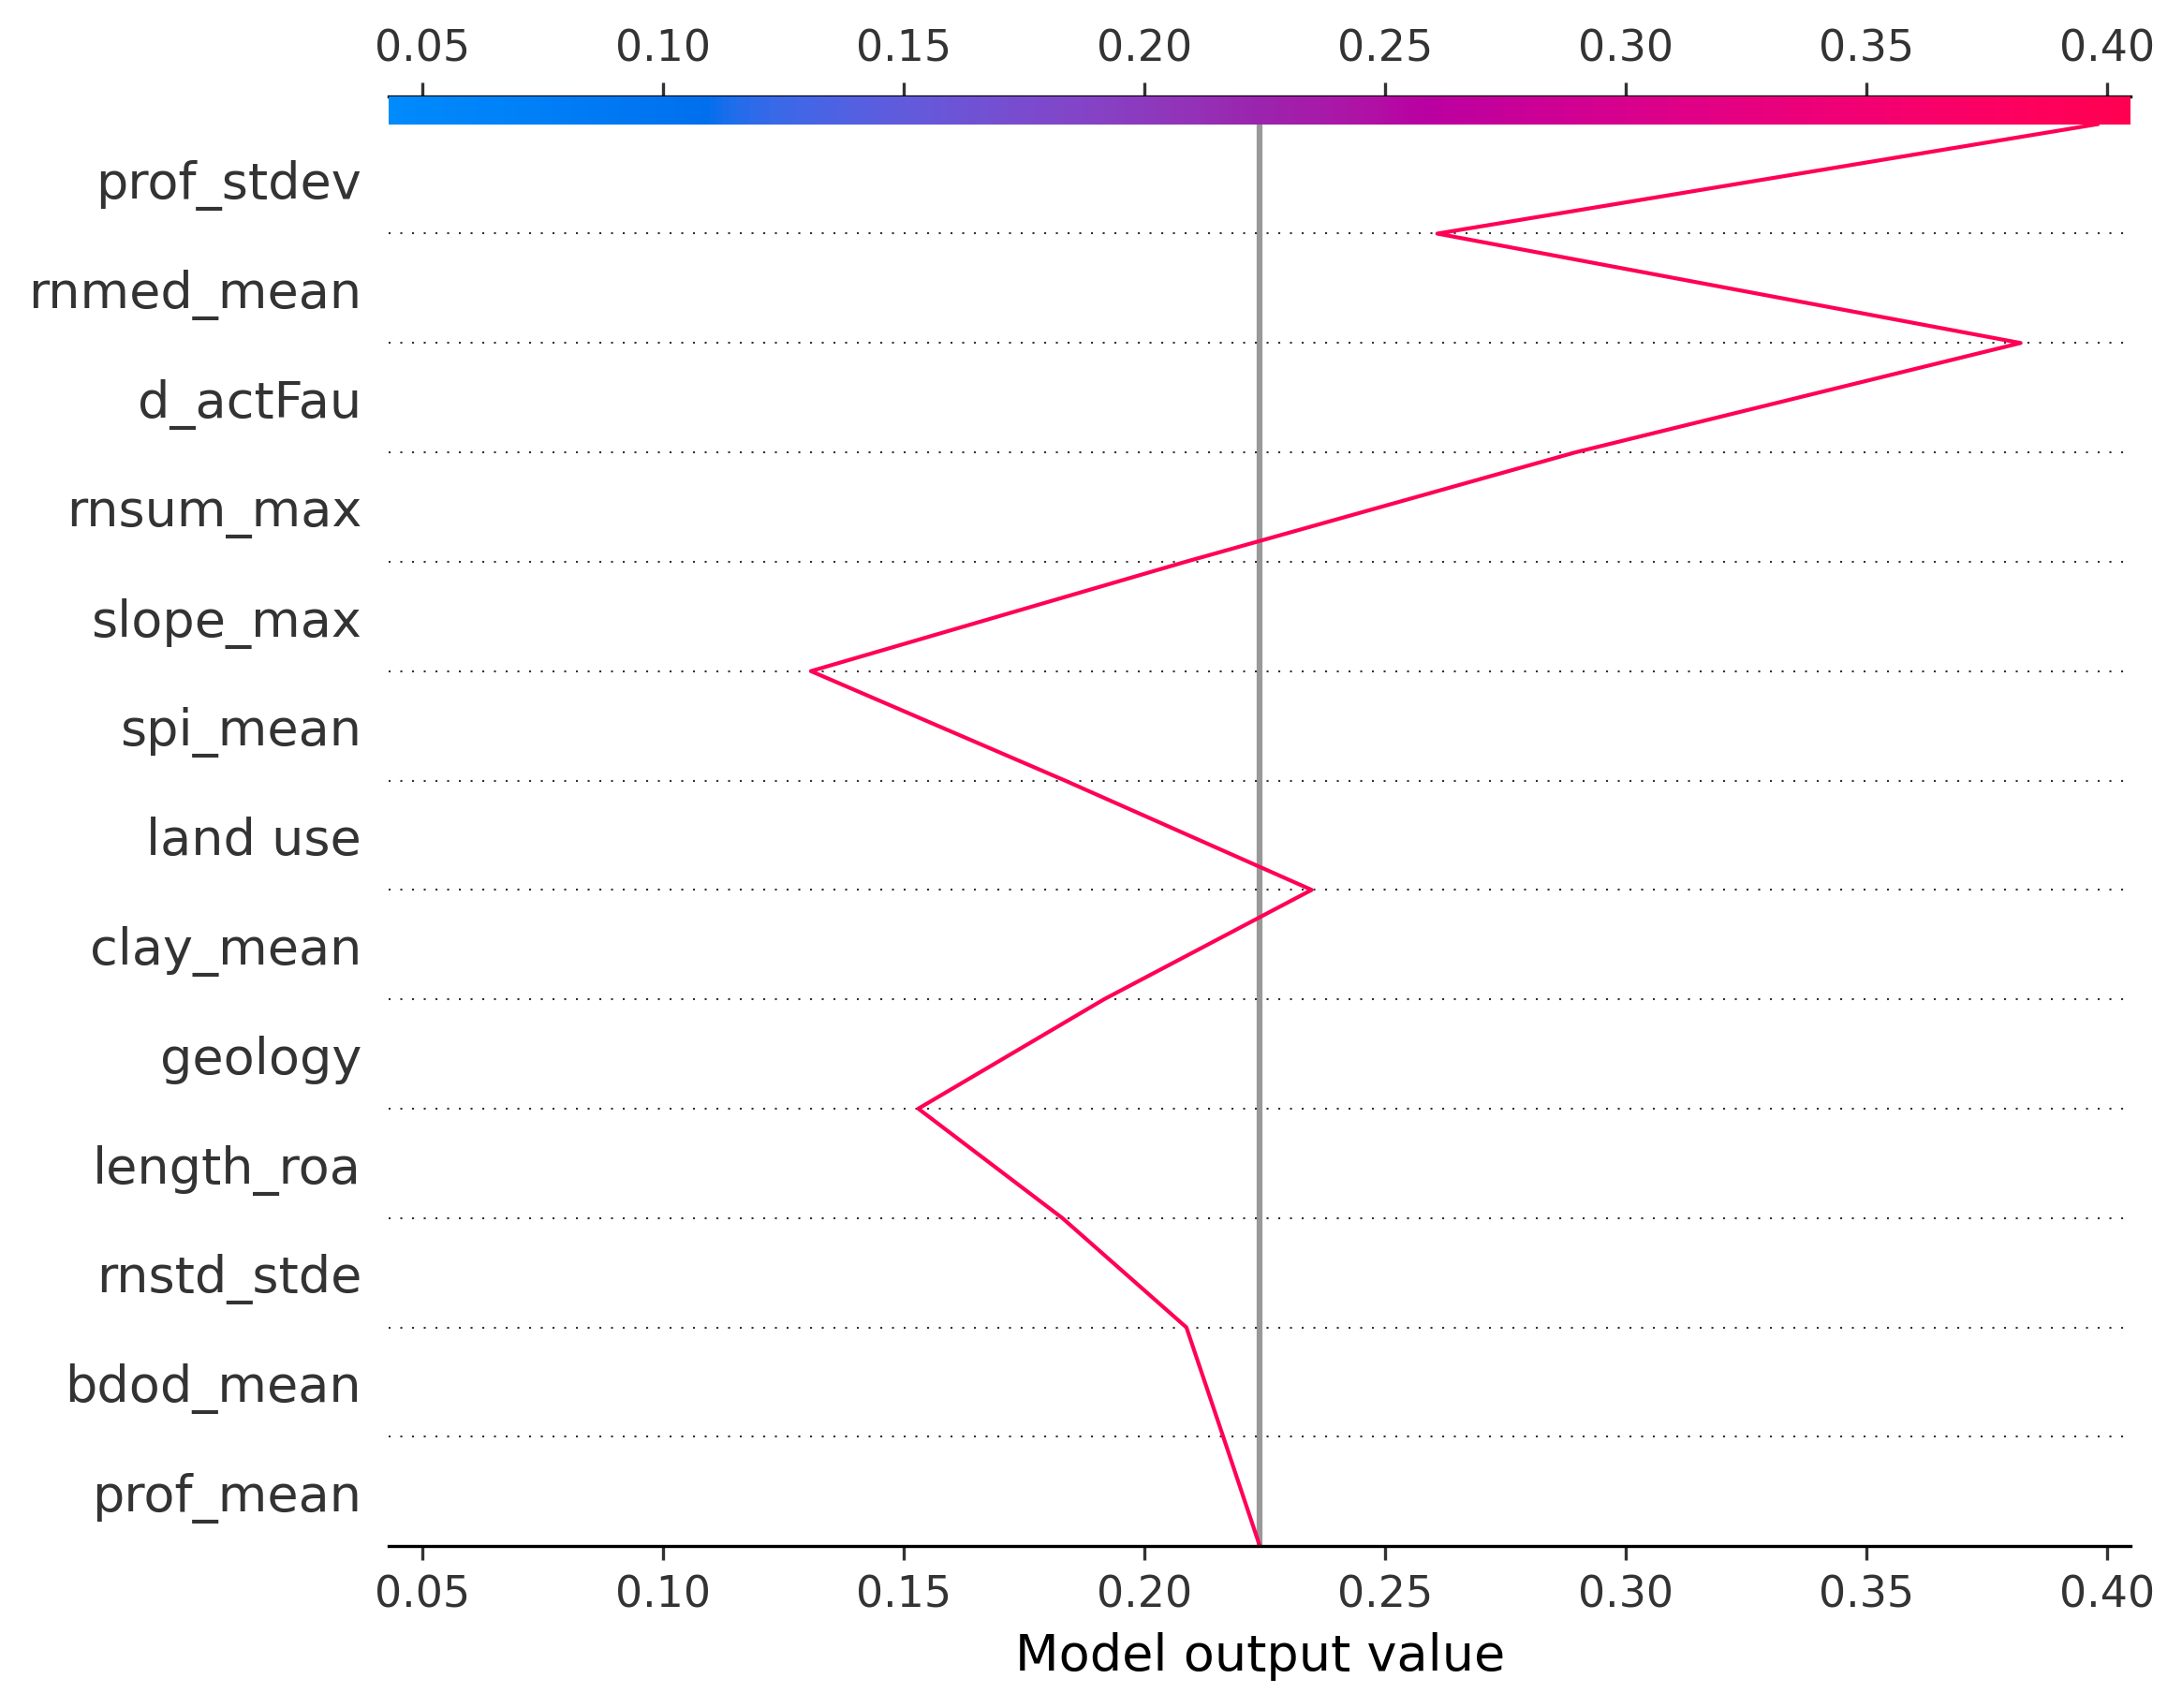 0.05 0.10 0.15 0.20 0.25 0.30 0.35 0.40
prof_stdev
rnmed_mean
d_actFau
rnsum_max
slope_max
spi_mean
land use
clay_mean
geology
length_roa
rnstd_stde
bdod_mean
prof_mean
0.05 0.10 0.15 0.20 0.25 0.30 0.35 0.40
Model output value